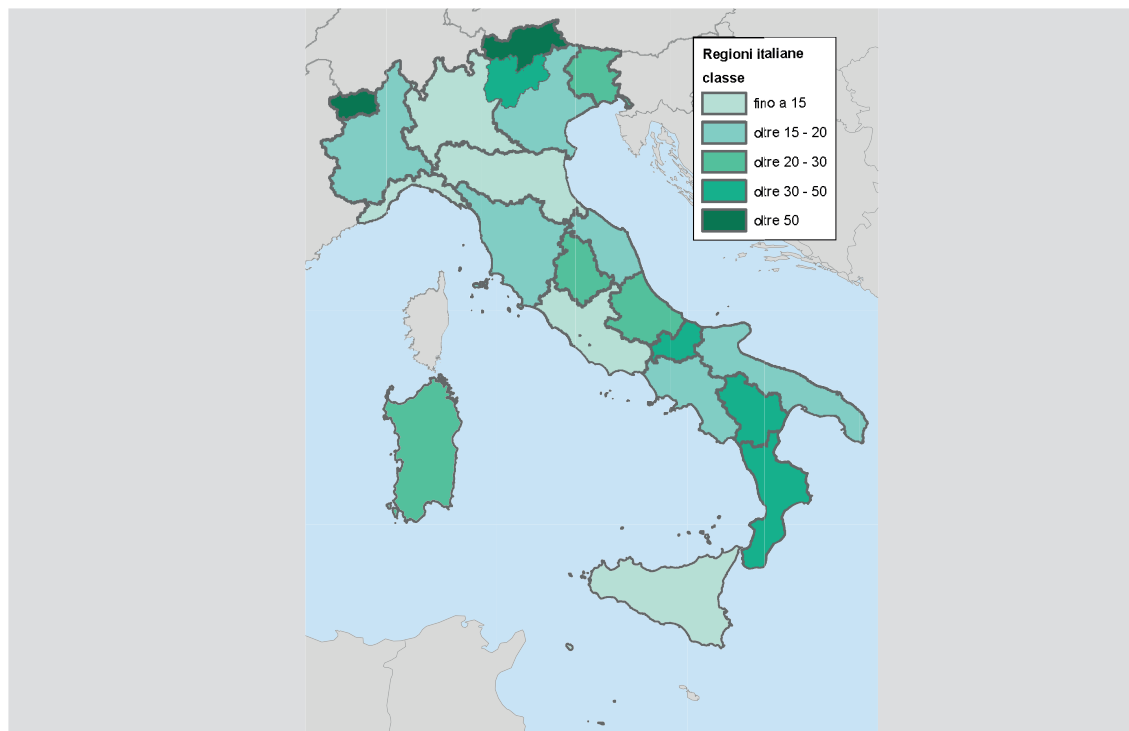 Regioni italiane
classe
fino a 15
oltre 15 - 20
oltre 20 - 30
oltre 30 - 50
oltre 50